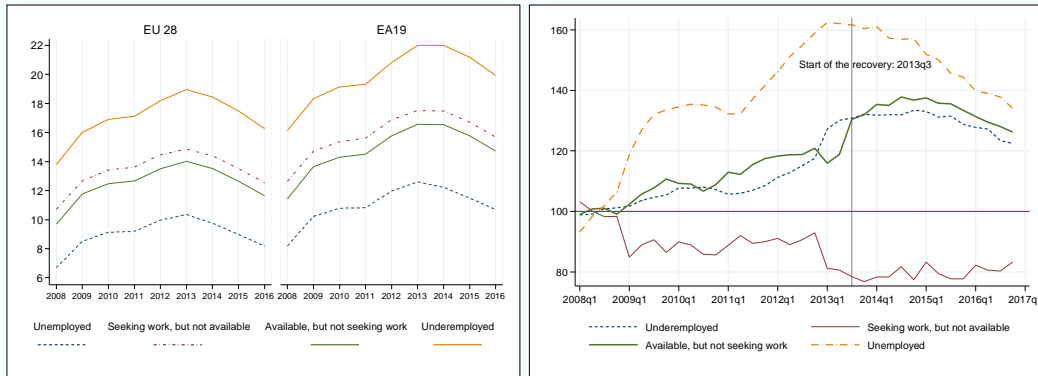 EU 28 EA19
22
20
18
16
14
12
10
8
6
2008 2009 2010 2011 2012 2013 2014 2015 2016 2008 2009 2010 2011 2012 2013 2014 2015 2016
Unemployed Seeking work, but not available Available, but not seeking work Underemployed
160
140
120
100
80
Start of the recovery: 2013q3
2008q1 2009q1 2010q1 2011q1 2012q1 2013q1 2014q1 2015q1 2016q1 2017q
Underemployed Seeking work, but not available
Available, but not seeking work Unemployed